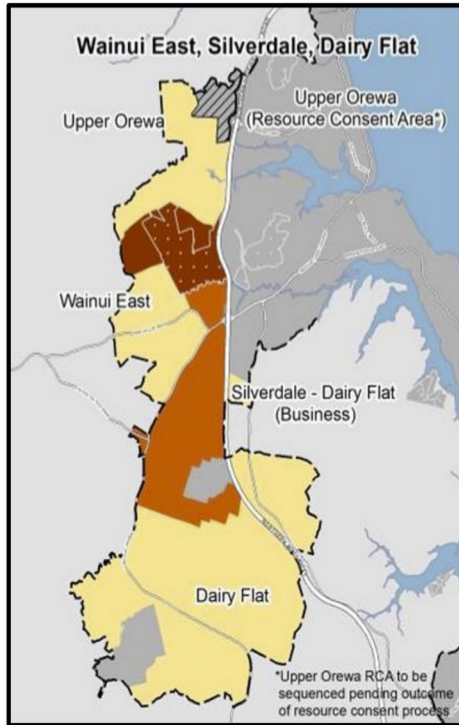 Wainui East, Silverdale, Dairy Flat
Upper Orewa
(Resource Consent Area*)
Upper Orewa
Wainui East
Silverdale - Dairy Flat
(Business)
Dairy Flat
*Upper Orewa RCA to be
sequenced pending outcome
of resource consent process